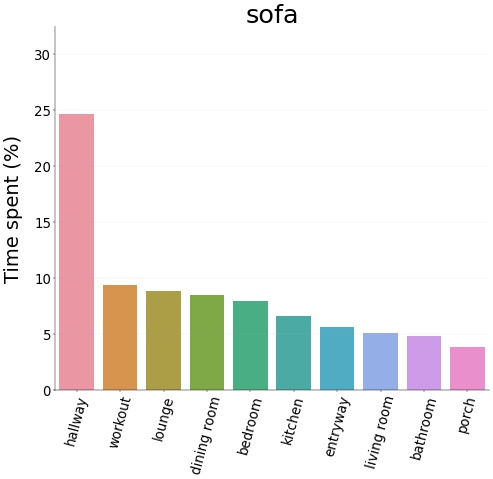 sofa
Time spent (%)
30
25
20
15
10
5
0
hallway
workout
lounge
dining room
bedroom
kitchen
entryway
living room
bathroom
porch